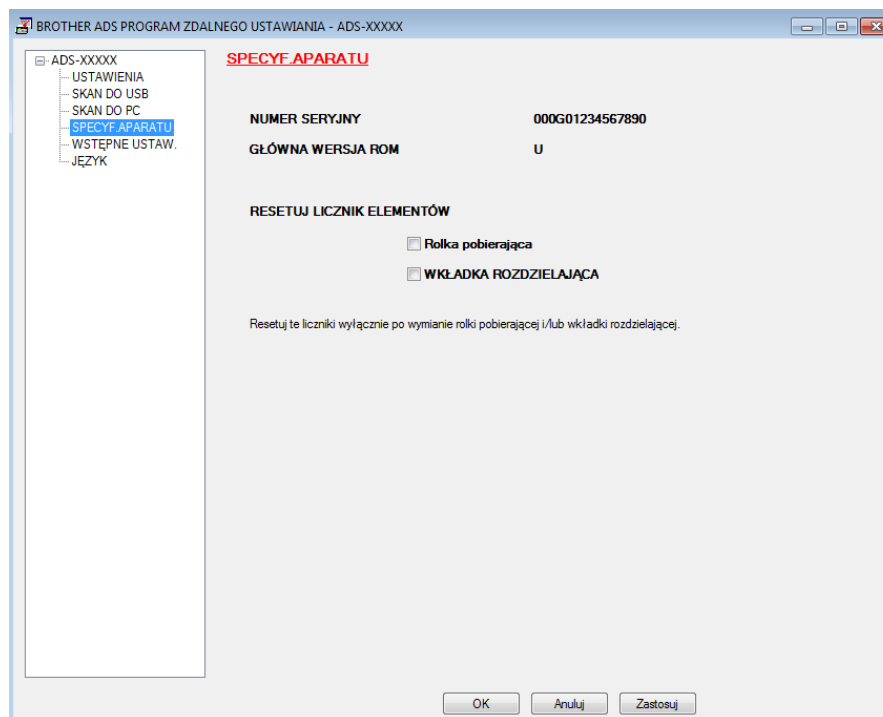 BROTHER ADS PROGRAM ZDALNEGO USTAWIANIA - ADS-XXXXX
ADS-XXXXX
USTAWIENIA
SKAN DO USB
SKAN DO PC
SPECYF.APARATU
WSTĘPNE USTAW.
JĘZYK
SPECYF.APARATU
NUMER SERYJNY 000G01234567890
GŁÓWNA WERSJA ROM U
RESETUJ LICZNIK ELEMENTÓW
Rolka pobierająca
WKŁADKA ROZDZIELAJĄCA
Resetuj te liczniki wyłącznie po wymianie rolki pobierającej i/lub wkładki rozdzielającej.
OK Anuluj Zastosuj